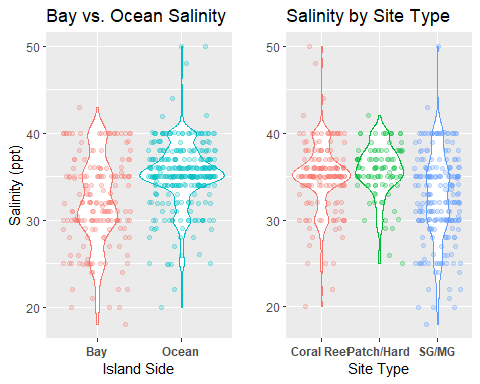 Bay vs. Ocean Salinity
Salinity by Site Type
Salinity (ppt)
50
40
30
20
Bay
Ocean
Island Side
50
40
30
20
Coral Reef
Patch/Hard
SG/MG
Site Type